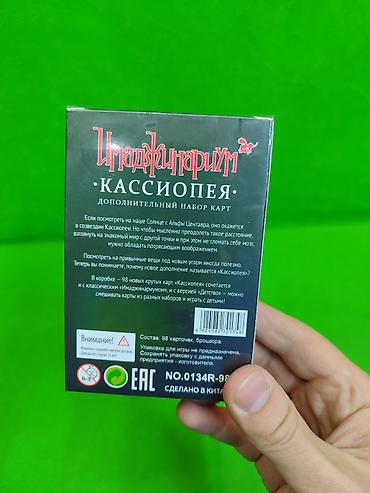 Имаджинариум
·КАССИОПЕЯ·
ДОПОЛНИТЕЛЬНЫЙ НАБОР КАРТ
Если посмотреть на наше Солнце с Альфы Центавра, оно окажется
в созвездии Кассиопеи. Но чтобы мысленно преодолеть такое расстояние,
взглянуть на знакомый мир с другой точки и при этом не сломать себе мозг,
нужно обладать потрясающим воображением.
Посмотреть на привычные вещи под новым углом иногда полезно.
Теперь вы понимаете, почему новое дополнение называется «Кассиопея»?
В коробке — 98 новых крутых карт. «Кассиопея» сочетается
и с классическим «Имаджинариумом», и с версией «Детство» — можно
смешивать карты из разных наборов и играть с детьми!
Внимание!
Состав: 98 карточек, брошюра.
Упаковка для игры не предназначена.
Сохранять упаковку с данными
предприятия - изготовителя.
0-3
EAC
NO.0134R-98
СДЕЛАНО В КИТА